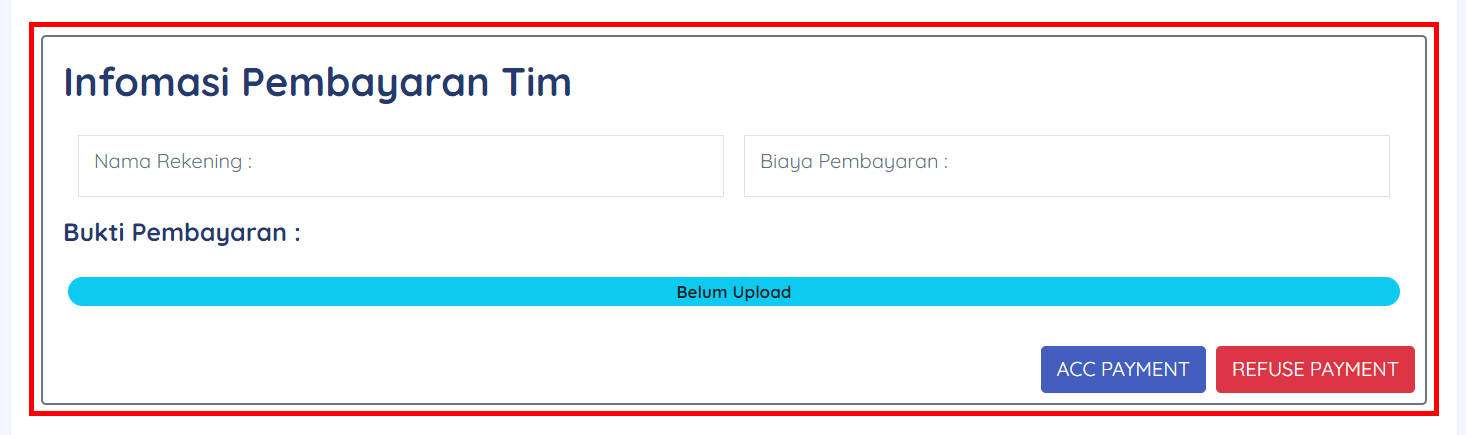 Infomasi Pembayaran Tim
Nama Rekening :
Biaya Pembayaran :
Bukti Pembayaran :
Belum Upload
ACC PAYMENT
REFUSE PAYMENT